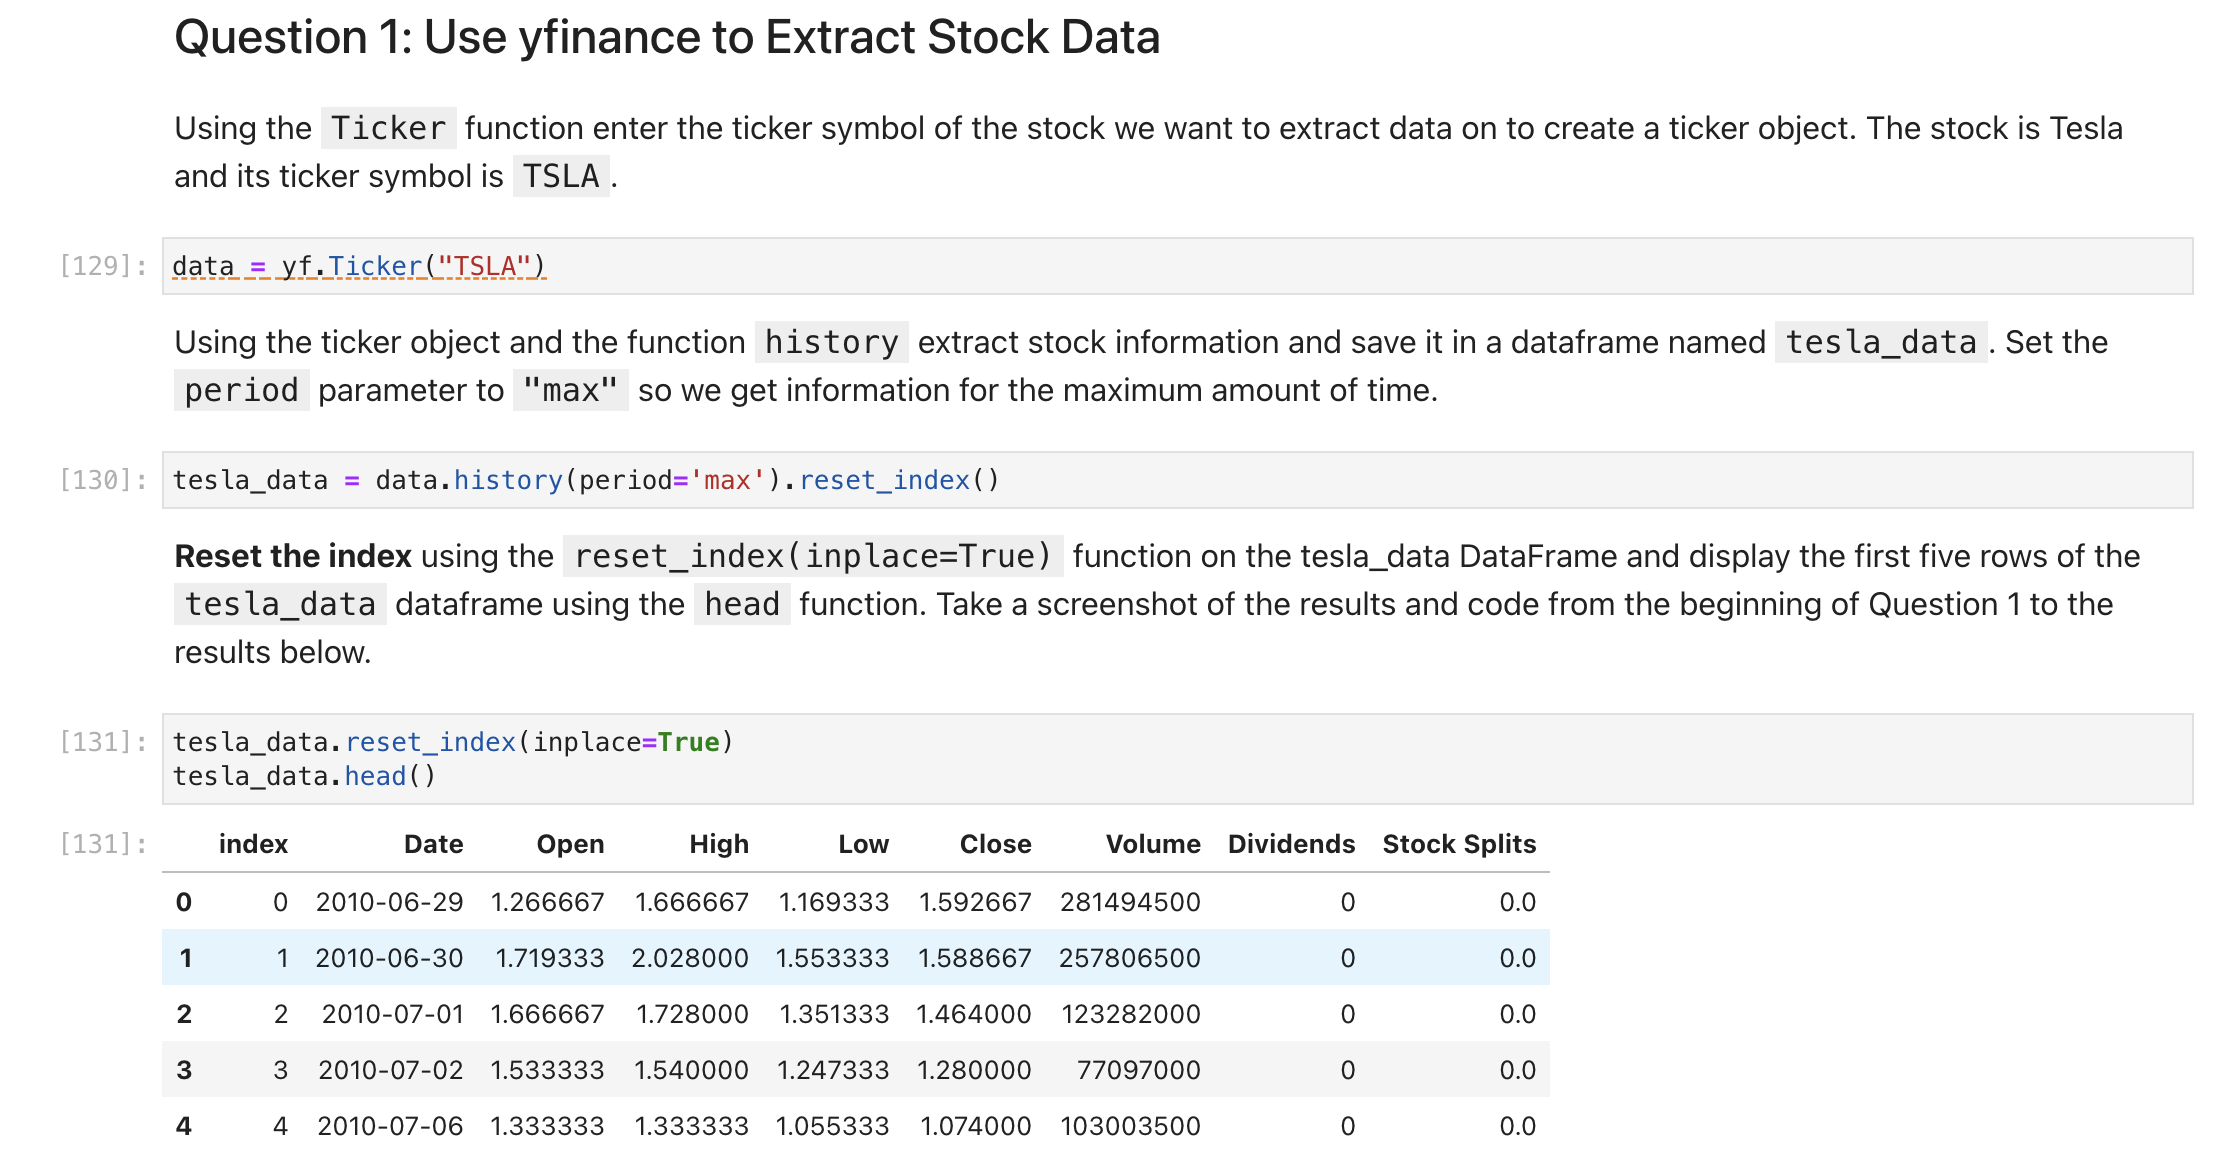 Question 1: Use yfinance to Extract Stock Data
Using the Ticker function enter the ticker symbol of the stock we want to extract data on to create a ticker object. The stock is Tesla
and its ticker symbol is TSLA .
[129]: data = yf.Ticker("TSLA")
Using the ticker object and the function history extract stock information and save it in a dataframe named tesla_data . Set the
period parameter to "max" so we get information for the maximum amount of time.
[130]: tesla_data = data.history(period='max').reset_index()
Reset the index using the reset_index(inplace=True) function on the tesla_data DataFrame and display the first five rows of the
tesla_data dataframe using the head function. Take a screenshot of the results and code from the beginning of Question 1 to the
results below.
[131]: tesla_data.reset_index(inplace=True)
tesla_data.head()
[131]: index Date Open High Low Close Volume Dividends Stock Splits
0 0 2010-06-29 1.266667 1.666667 1.169333 1.592667 281494500 0 0.0
1 1 2010-06-30 1.719333 2.028000 1.553333 1.588667 257806500 0 0.0
2 2 2010-07-01 1.666667 1.728000 1.351333 1.464000 123282000 0 0.0
3 3 2010-07-02 1.533333 1.540000 1.247333 1.280000 77097000 0 0.0
4 4 2010-07-06 1.333333 1.333333 1.055333 1.074000 103003500 0 0.0